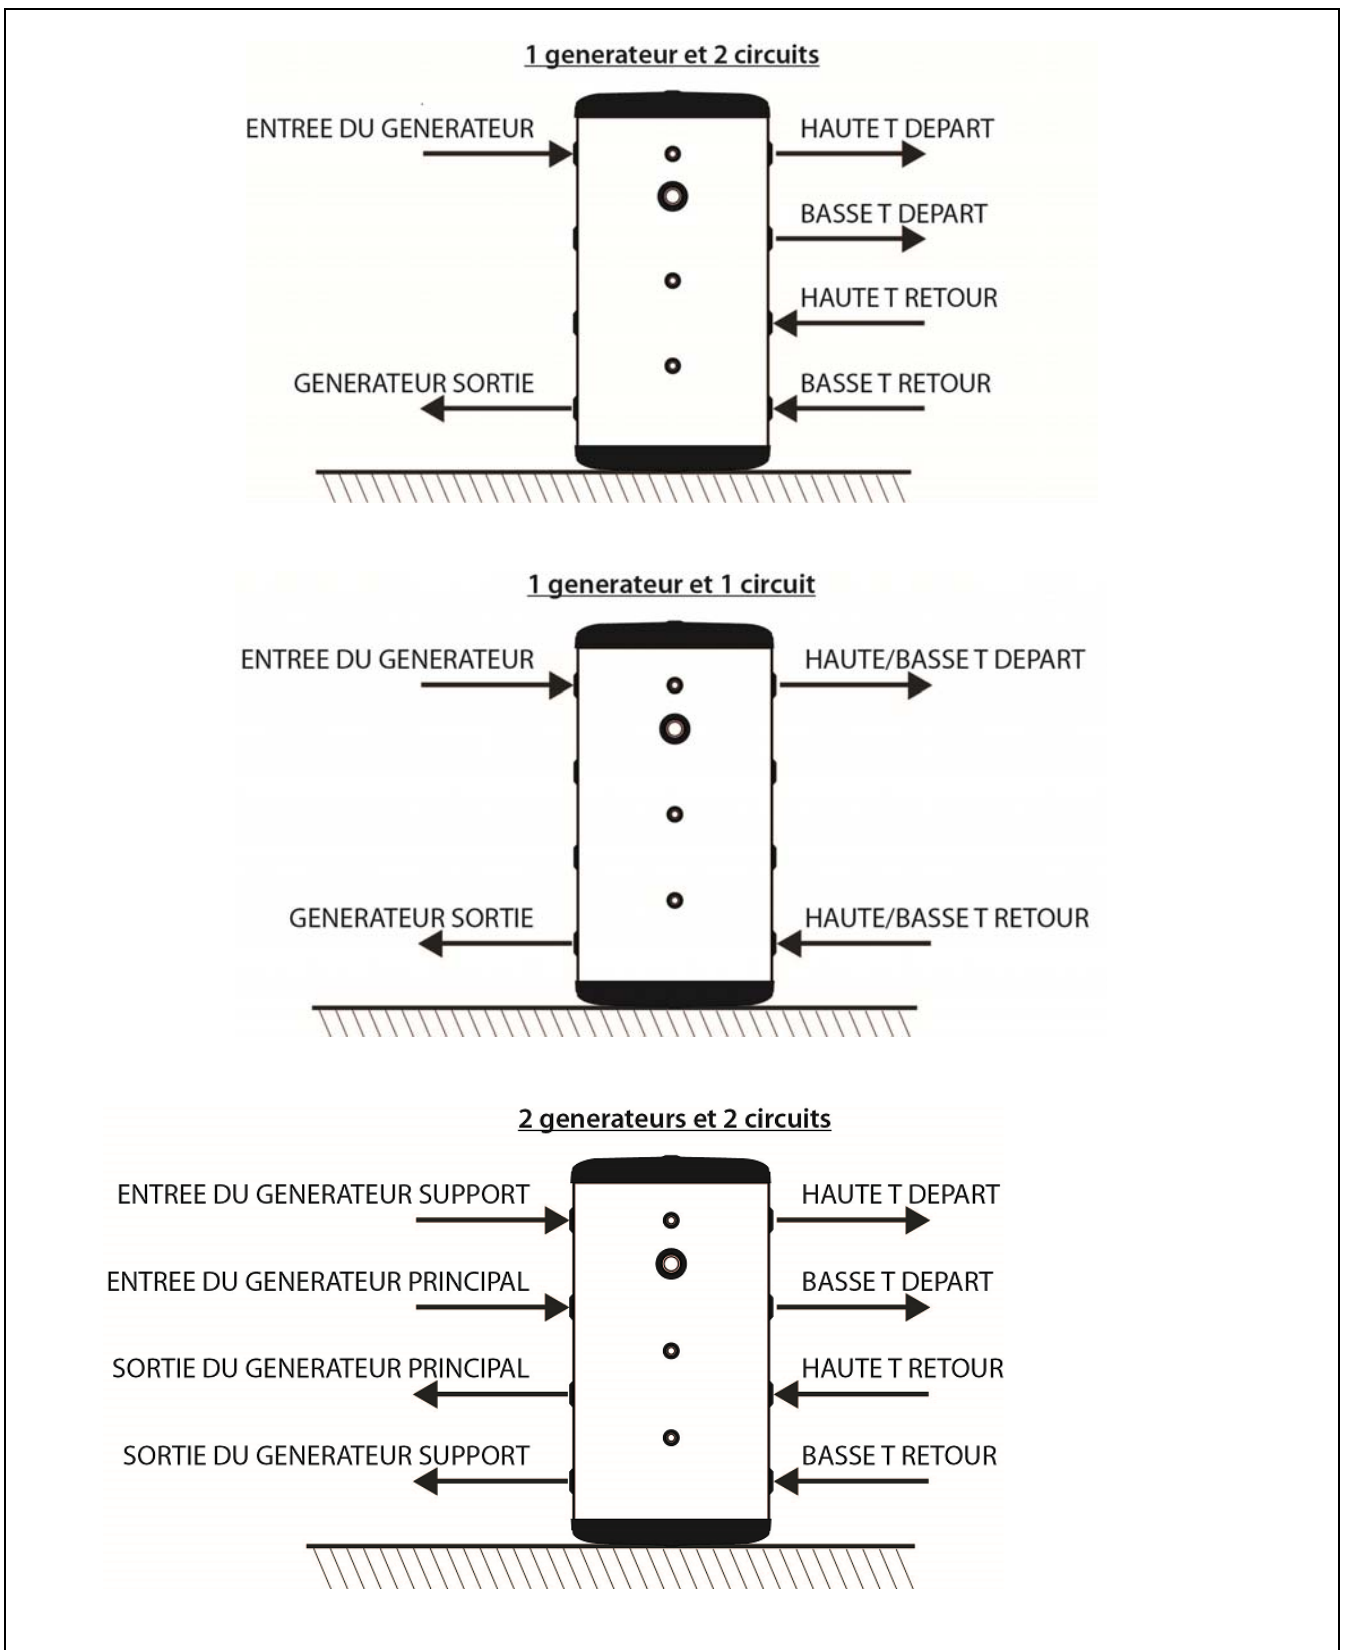 1 generateur et 2 circuits
ENTREE DU GENERATEUR
HAUTE T DEPART
BASSE T DEPART
HAUTE T RETOUR
GENERATEUR SORTIE
BASSE T RETOUR
1 generateur et 1 circuit
ENTREE DU GENERATEUR
HAUTE/BASSE T DEPART
GENERATEUR SORTIE
HAUTE/BASSE T RETOUR
2 generateurs et 2 circuits
ENTREE DU GENERATEUR SUPPORT
HAUTE T DEPART
ENTREE DU GENERATEUR PRINCIPAL
BASSE T DEPART
SORTIE DU GENERATEUR PRINCIPAL
HAUTE T RETOUR
SORTIE DU GENERATEUR SUPPORT
BASSE T RETOUR